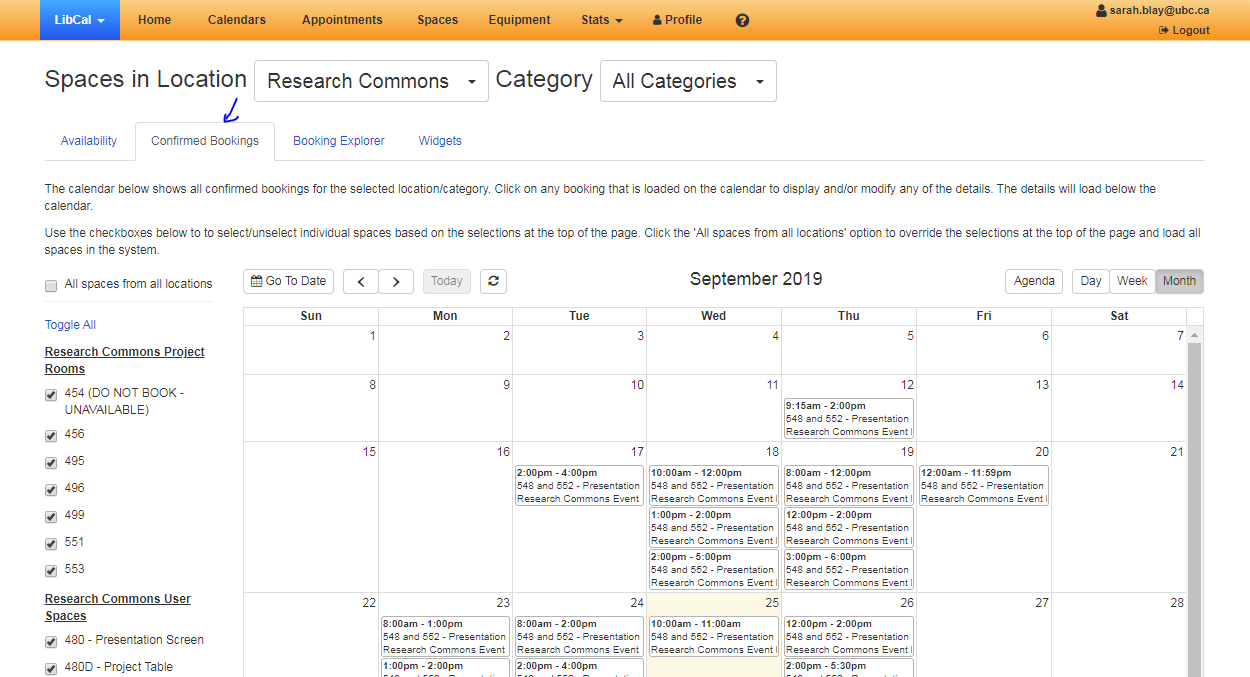 LibCal Home Calendars Appointments Spaces Equipment Stats Profile ?
sarah.blay@ubc.ca
Logout
Spaces in Location Research Commons Category All Categories
Availability Confirmed Bookings Booking Explorer Widgets
The calendar below shows all confirmed bookings for the selected location/category. Click on any booking that is loaded on the calendar to display and/or modify any of the details. The details will load below the
calendar.
Use the checkboxes below to to select/unselect individual spaces based on the selections at the top of the page. Click the 'All spaces from all locations' option to override the selections at the top of the page and load all
spaces in the system.
All spaces from all locations
Toggle All
Research Commons Project
Rooms
454 (DO NOT BOOK -
UNAVAILABLE)
456
495
496
499
551
553
Research Commons User
Spaces
480 - Presentation Screen
480D - Project Table
Go To Date < > Today September 2019 Agenda Day Week Month
Sun Mon Tue Wed Thu Fri Sat
1 2 3 4 5 6 7
8 9 10 11 12 13 14
9:15am - 2:00pm
548 and 552 - Presentation
Research Commons Event
15 16 17 18 19 20 21
2:00pm - 4:00pm
548 and 552 - Presentation
Research Commons Event
10:00am - 12:00pm
548 and 552 - Presentation
Research Commons Event
1:00pm - 2:00pm
548 and 552 - Presentation
Research Commons Event
2:00pm - 5:00pm
548 and 552 - Presentation
Research Commons Event
8:00am - 12:00pm
548 and 552 - Presentation
Research Commons Event
12:00pm - 2:00pm
548 and 552 - Presentation
Research Commons Event
3:00pm - 6:00pm
548 and 552 - Presentation
Research Commons Event
12:00am - 11:59pm
548 and 552 - Presentation
Research Commons Event
22 23 24 25 26 27 28
8:00am - 1:00pm
548 and 552 - Presentation
Research Commons Event
1:00pm - 2:00pm
8:00am - 2:00pm
548 and 552 - Presentation
Research Commons Event
2:00pm - 4:00pm
10:00am - 11:00am
548 and 552 - Presentation
Research Commons Event
12:00pm - 2:00pm
548 and 552 - Presentation
Research Commons Event
2:00pm - 5:30pm